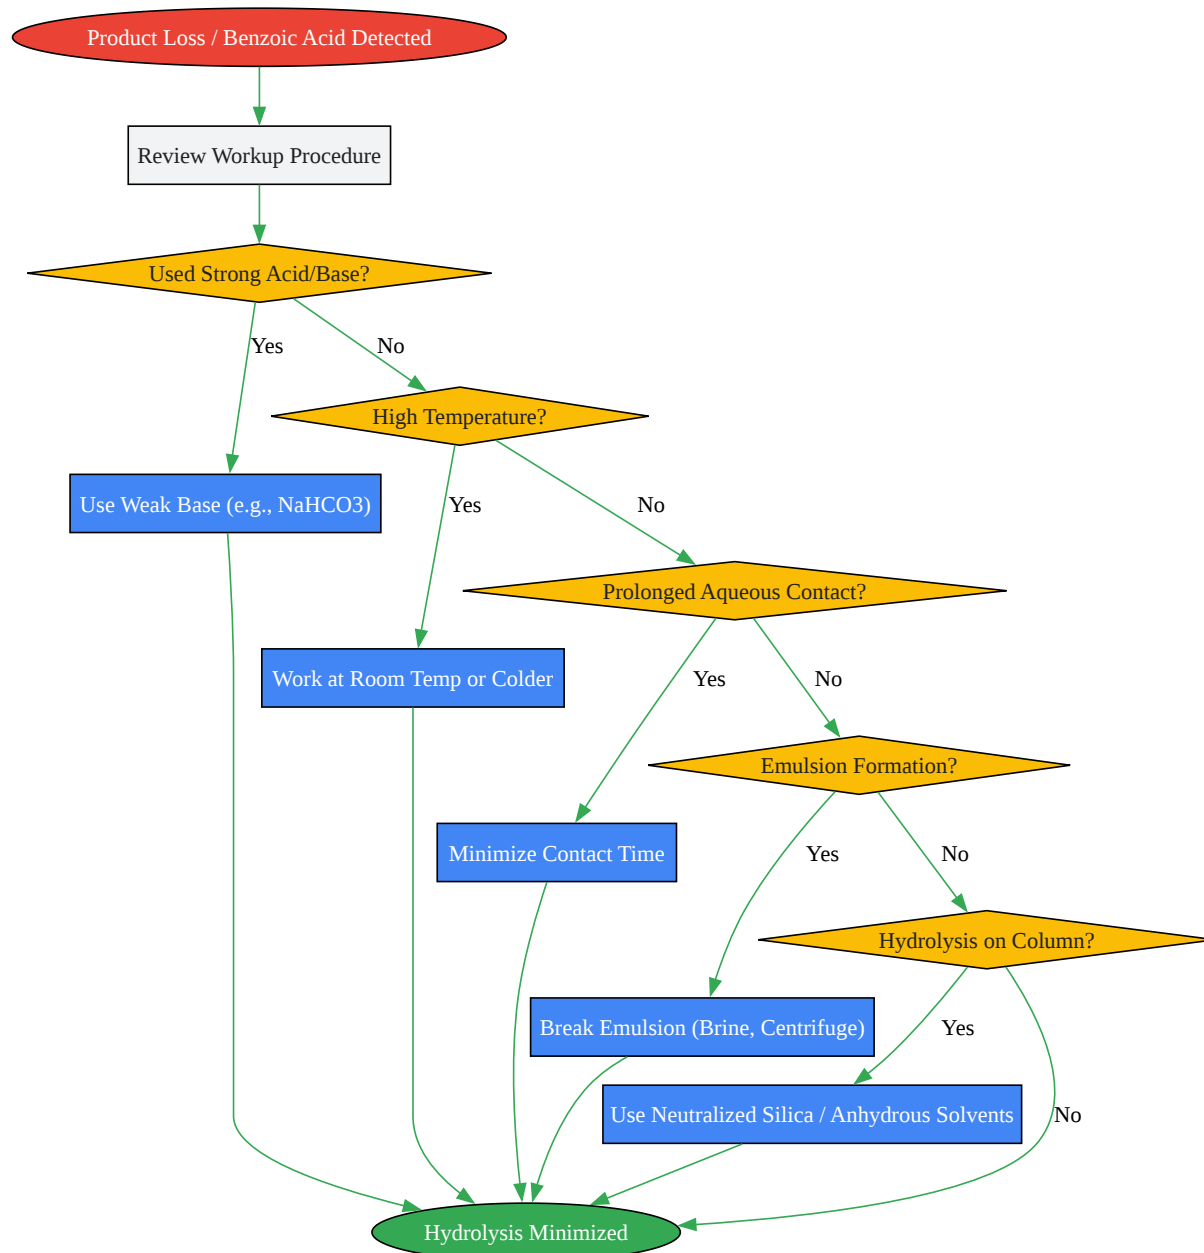 Product Loss / Benzoic Acid Detected
Review Workup Procedure
Used Strong Acid/Base?
Yes
No
High Temperature?
Use Weak Base (e.g., NaHCO3)
Yes
No
Prolonged Aqueous Contact?
Work at Room Temp or Colder
Yes
No
Emulsion Formation?
Minimize Contact Time
Yes
No
Hydrolysis on Column?
Break Emulsion (Brine, Centrifuge)
Yes
Use Neutralized Silica / Anhydrous Solvents
No
Hydrolysis Minimized